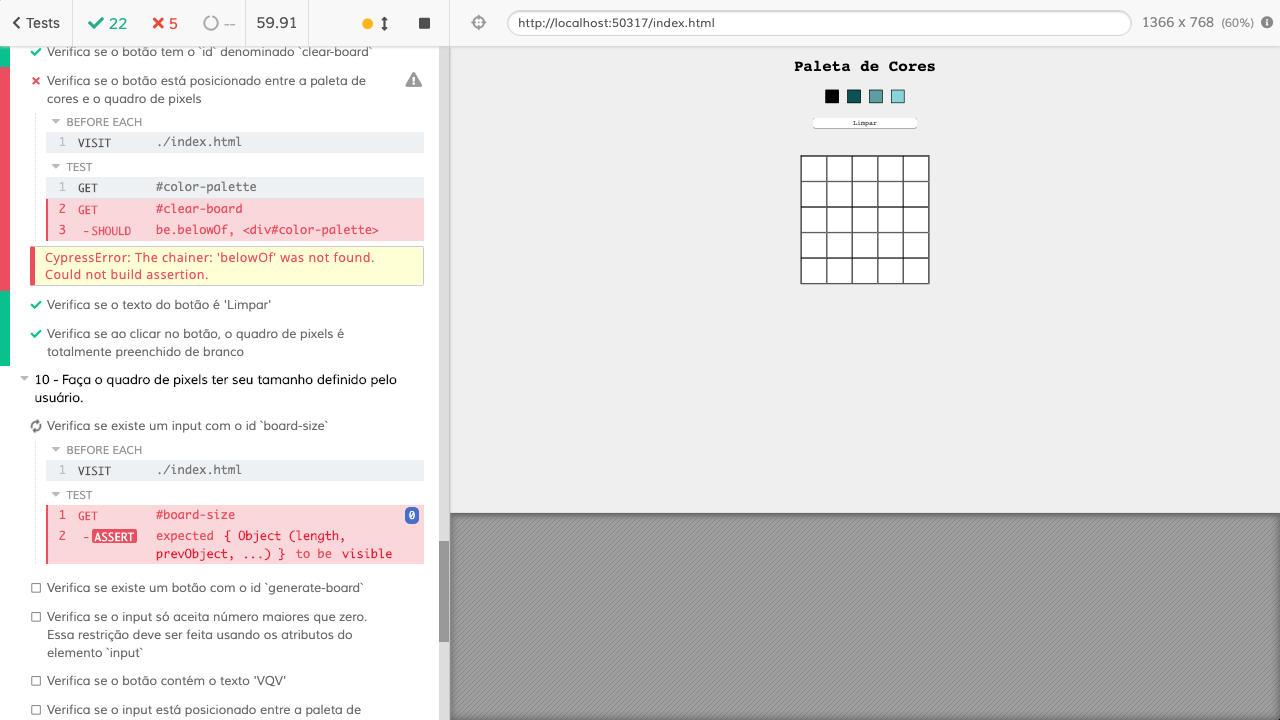 Tests
22
5
--
59.91
http://localhost:50317/index.html
1366 x 768 (60%)
Verifica se o botão tem o `id` denominado `clear-board`
Verifica se o botão está posicionado entre a paleta de
cores e o quadro de pixels
BEFORE EACH
1 VISIT ./index.html
TEST
1 GET #color-palette
2 GET #clear-board
3 -SHOULD be.belowOf, <div#color-palette>
CypressError: The chainer: 'belowOf' was not found.
Could not build assertion.
Verifica se o texto do botão é 'Limpar'
Verifica se ao clicar no botão, o quadro de pixels é
totalmente preenchido de branco
10 - Faça o quadro de pixels ter seu tamanho definido pelo
usuário.
Verifica se existe um input com o id `board-size`
BEFORE EACH
1 VISIT ./index.html
TEST
1 GET #board-size 0
2 -ASSERT expected { Object (length,
prevObject, ...) } to be visible
Verifica se existe um botão com o id `generate-board`
Verifica se o input só aceita número maiores que zero.
Essa restrição deve ser feita usando os atributos do
elemento `input`
Verifica se o botão contém o texto 'VQV'
Verifica se o input está posicionado entre a paleta de
Paleta de Cores
Limpar